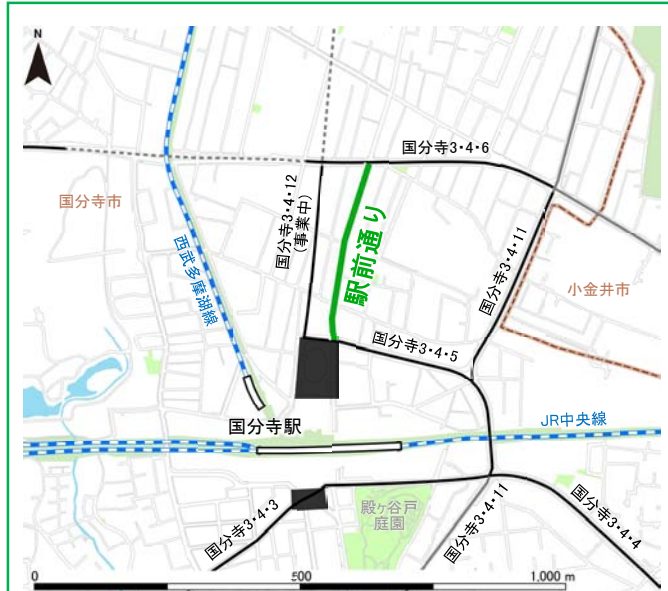 N
国分寺3・4・6
国分寺3・4・12
(事業中)
国分寺市
駅前通り
西武多摩湖線
国分寺3・4・11
小金井市
国分寺3・4・5
国分寺駅
JR中央線
国分寺3・4・3
殿ヶ谷戸
庭園
国分寺3・4・11
国分寺3・4・4
0
500
1,000 m